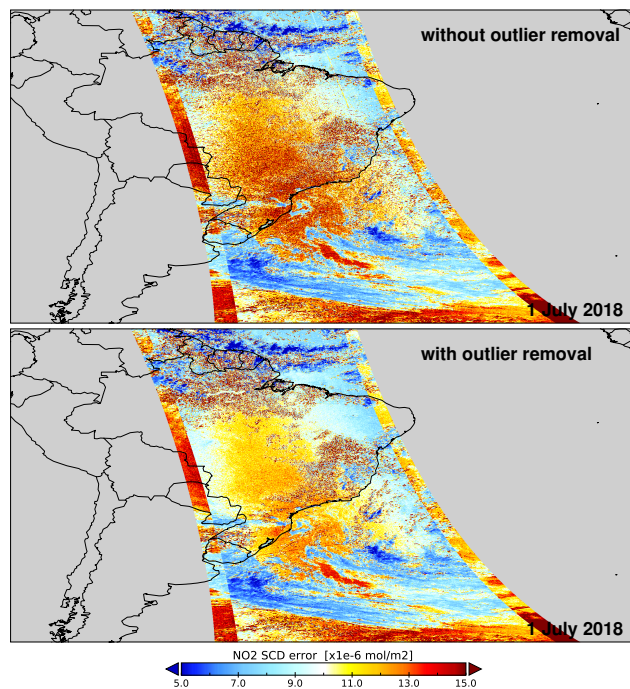 without outlier removal
1 July 2018
with outlier removal
1 July 2018
NO2 SCD error [x1e-6 mol/m2]
5.0 7.0 9.0 11.0 13.0 15.0